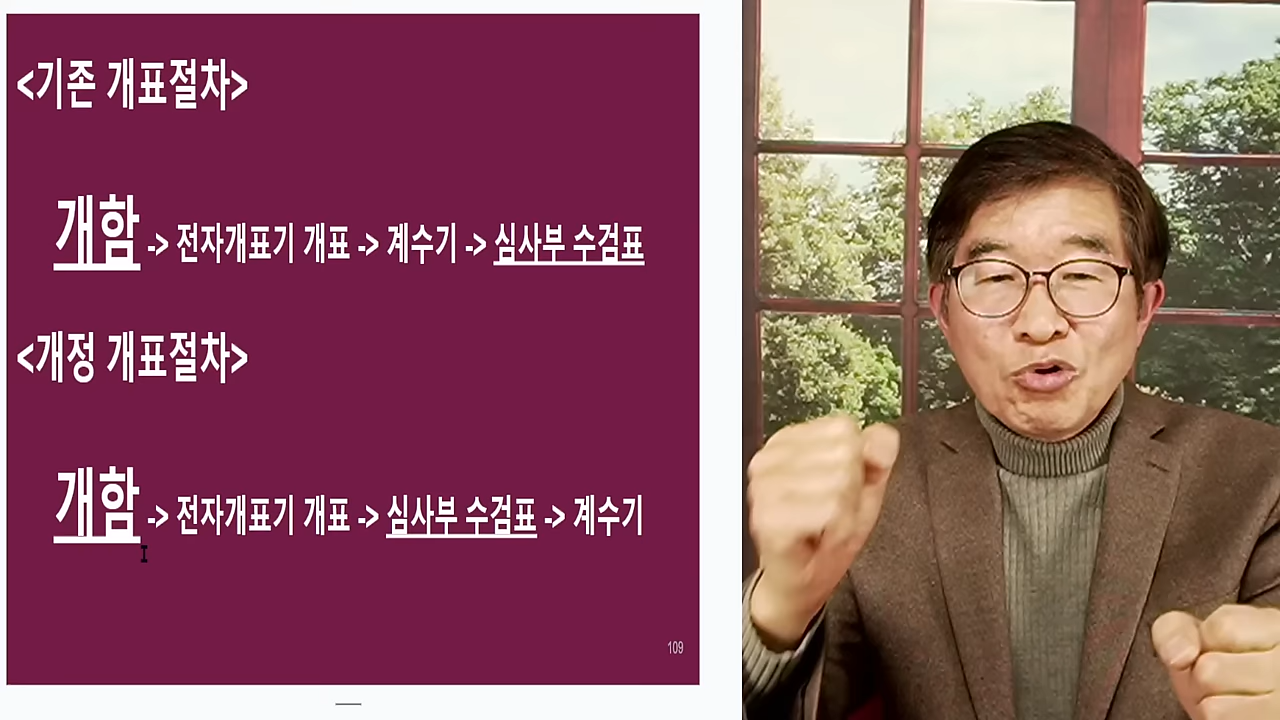 <기존 개표절차>
개함 -> 전자개표기 개표 -> 계수기 -> 심사부 수검표
<개정 개표절차>
개함 -> 전자개표기 개표 -> 심사부 수검표 -> 계수기
109